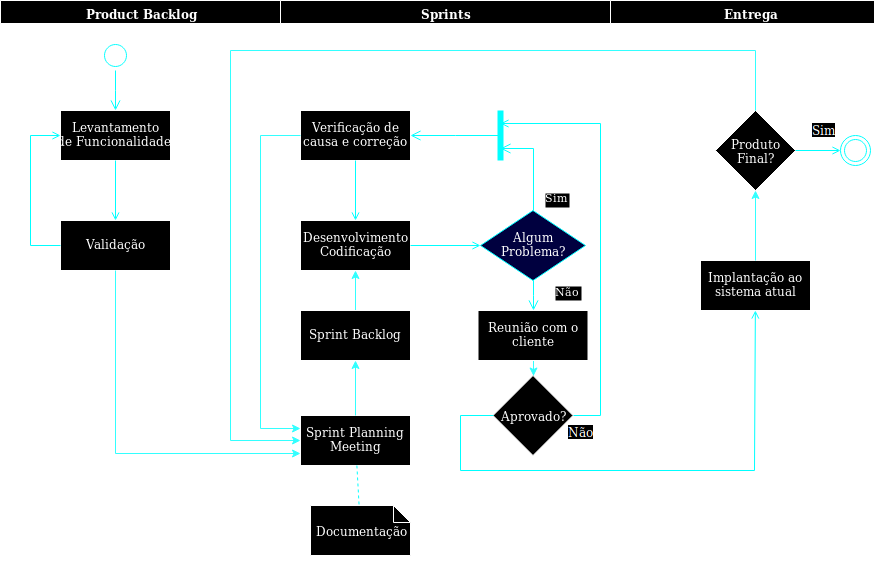 Product Backlog
Sprints
Entrega
Levantamento
de Funcionalidade
Validação
Verificação de
causa e correção
Desenvolvimento
Codificação
Sprint Backlog
Sprint Planning
Meeting
Documentação
Sim
Algum
Problema?
Não
Reunião com o
cliente
Aprovado?
Não
Produto
Final?
Sim
Implantação ao
sistema atual